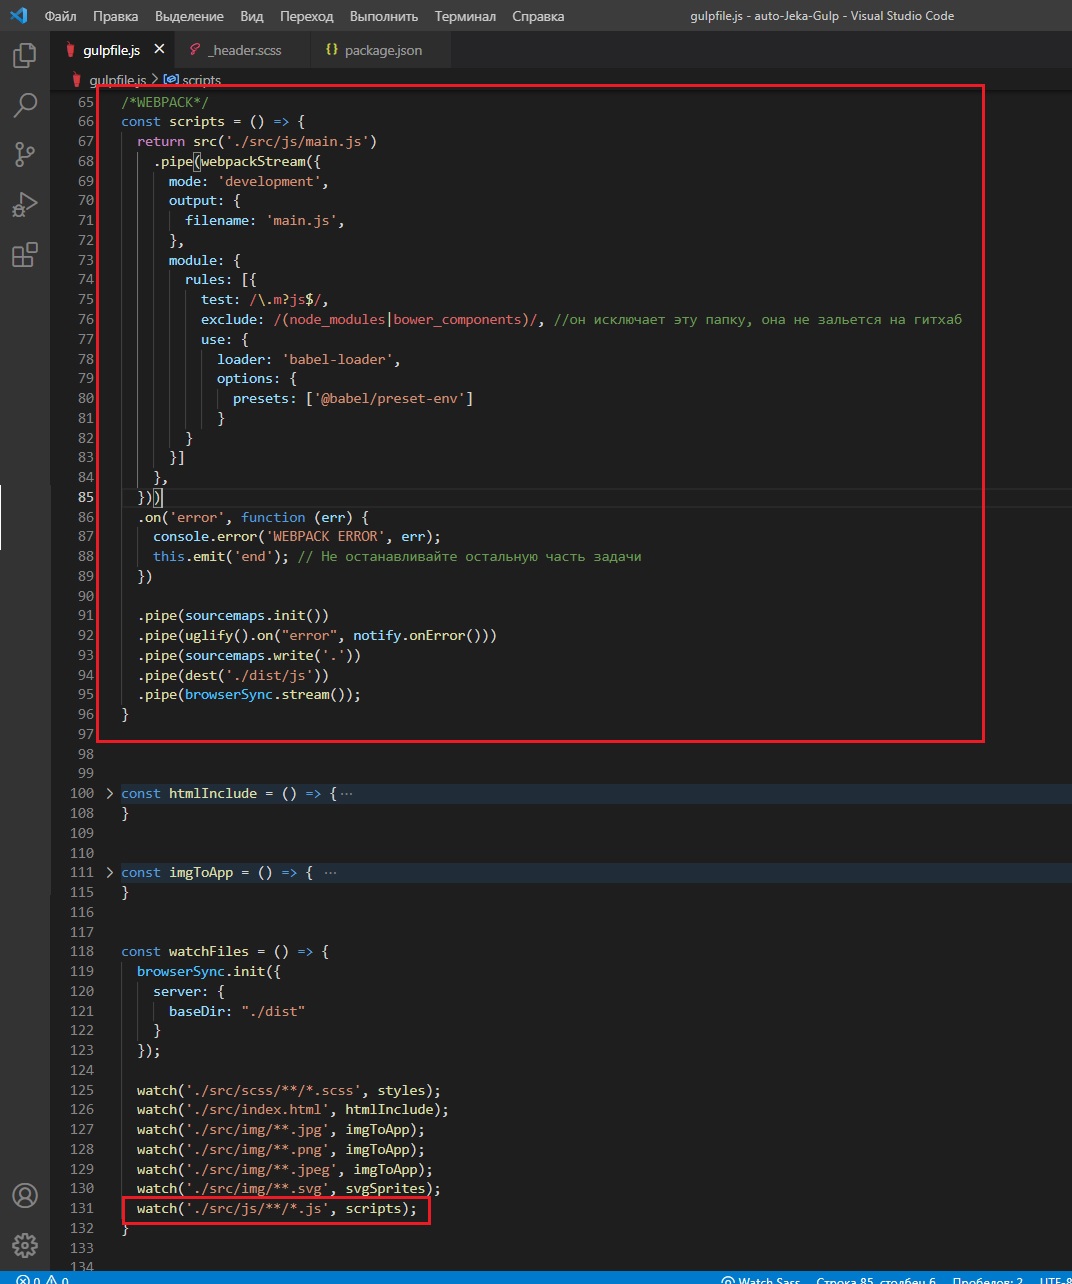 Файл Правка Выделение Вид Переход Выполнить Терминал Справка gulpfile.js - auto-Jeka-Gulp - Visual Studio Code
gulpfile.js × _header.scss {} package.json
gulpfile.js > scripts
65 /*WEBPACK*/
66 const scripts = () => {
67 return src('./src/js/main.js')
68 .pipe(webpackStream({
69 mode: 'development',
70 output: {
71 filename: 'main.js',
72 },
73 module: {
74 rules: [{
75 test: /\.m?js$/,
76 exclude: /(node_modules|bower_components)/, //он исключает эту папку, она не зальется на гитхаб
77 use: {
78 loader: 'babel-loader',
79 options: {
80 presets: ['@babel/preset-env']
81 }
82 }
83 }]
84 },
85 }))
86 .on('error', function (err) {
87 console.error('WEBPACK ERROR', err);
88 this.emit('end'); // Не останавливайте остальную часть задачи
89 })
90
91 .pipe(sourcemaps.init())
92 .pipe(uglify().on("error", notify.onError()))
93 .pipe(sourcemaps.write('.'))
94 .pipe(dest('./dist/js'))
95 .pipe(browserSync.stream());
96 }
97
98
99
100 > const htmlInclude = () => { ···
108 }
109
110
111 > const imgToApp = () => { ···
115 }
116
117
118 const watchFiles = () => {
119 browserSync.init({
120 server: {
121 baseDir: "./dist"
122 }
123 });
124
125 watch('./src/scss/**/*.scss', styles);
126 watch('./src/index.html', htmlInclude);
127 watch('./src/img/**.jpg', imgToApp);
128 watch('./src/img/**.png', imgToApp);
129 watch('./src/img/**.jpeg', imgToApp);
130 watch('./src/img/**.svg', svgSprites);
131 watch('./src/js/**/*.js', scripts);
132 }
133
134
0 0 Watch Sass Строка 85, столбец 6 Пробелов: 2 UTF-8